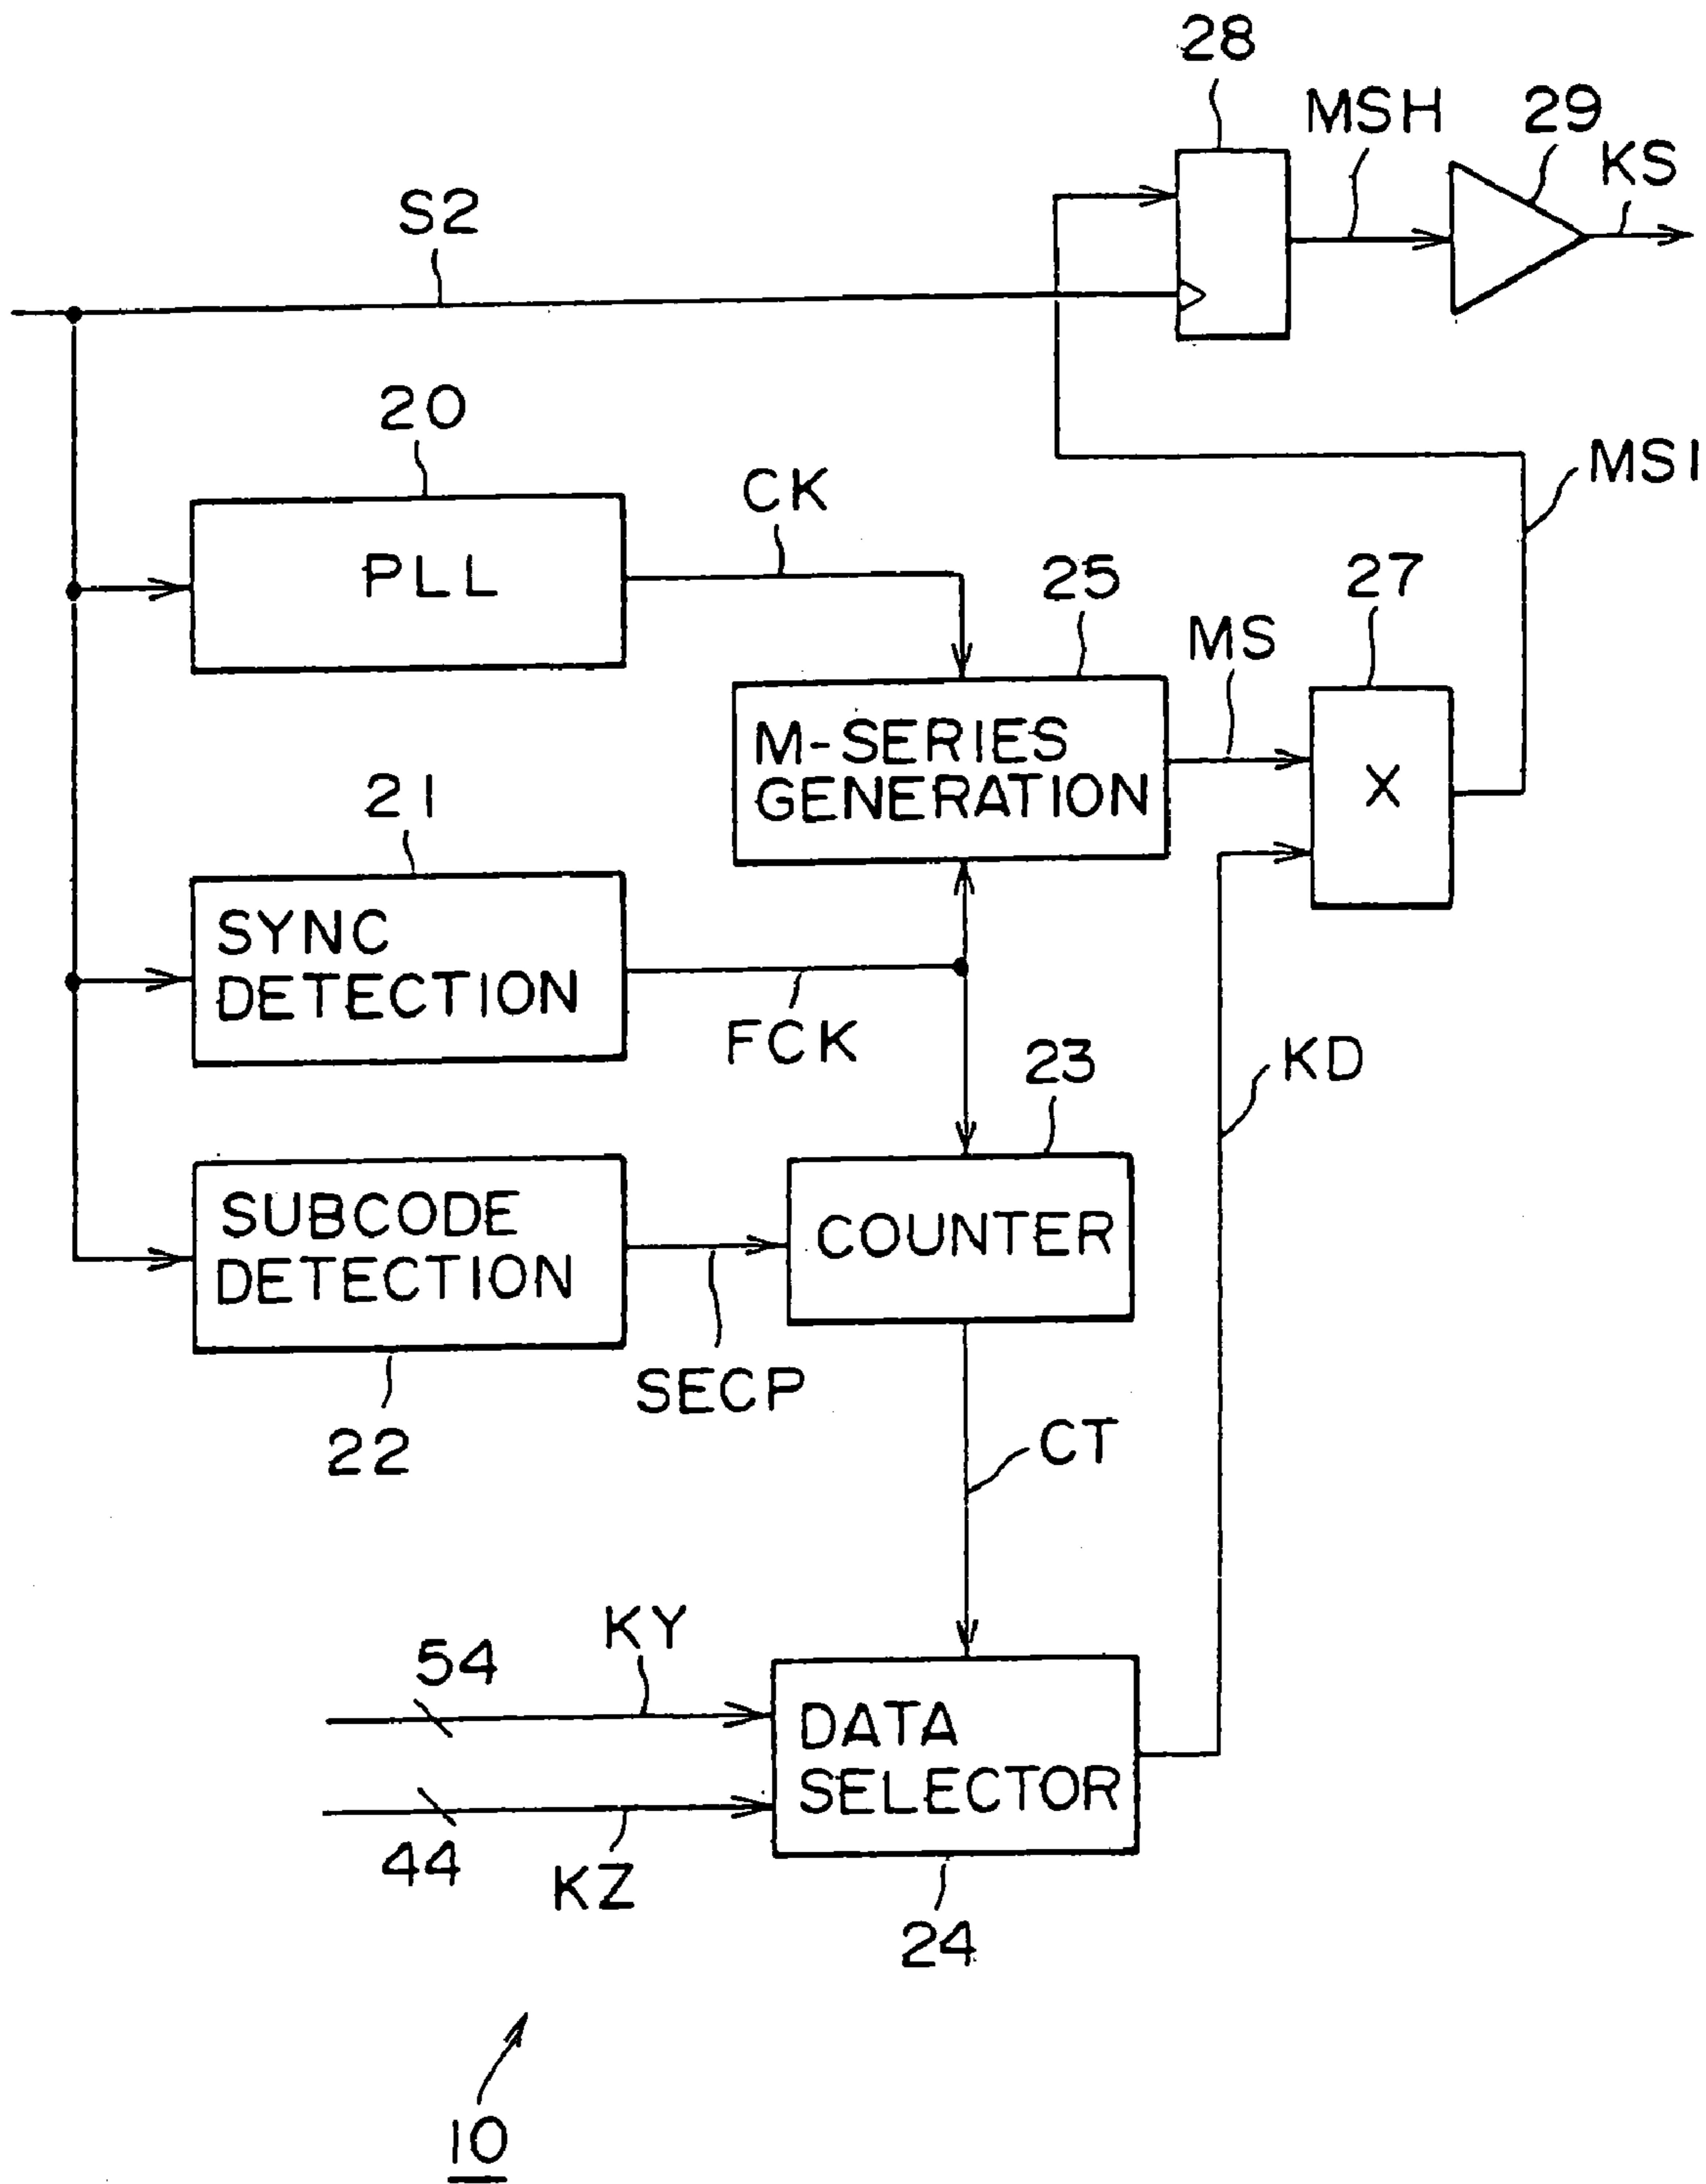 28
MSH
29
KS
S2
20
CK
MS1
PLL
25
27
MS
M-SERIES
GENERATION
X
21
SYNC
DETECTION
FCK
23
KD
SUBCODE
DETECTION
COUNTER
SECP
22
CT
KY
54
DATA
SELECTOR
44
KZ
24
10